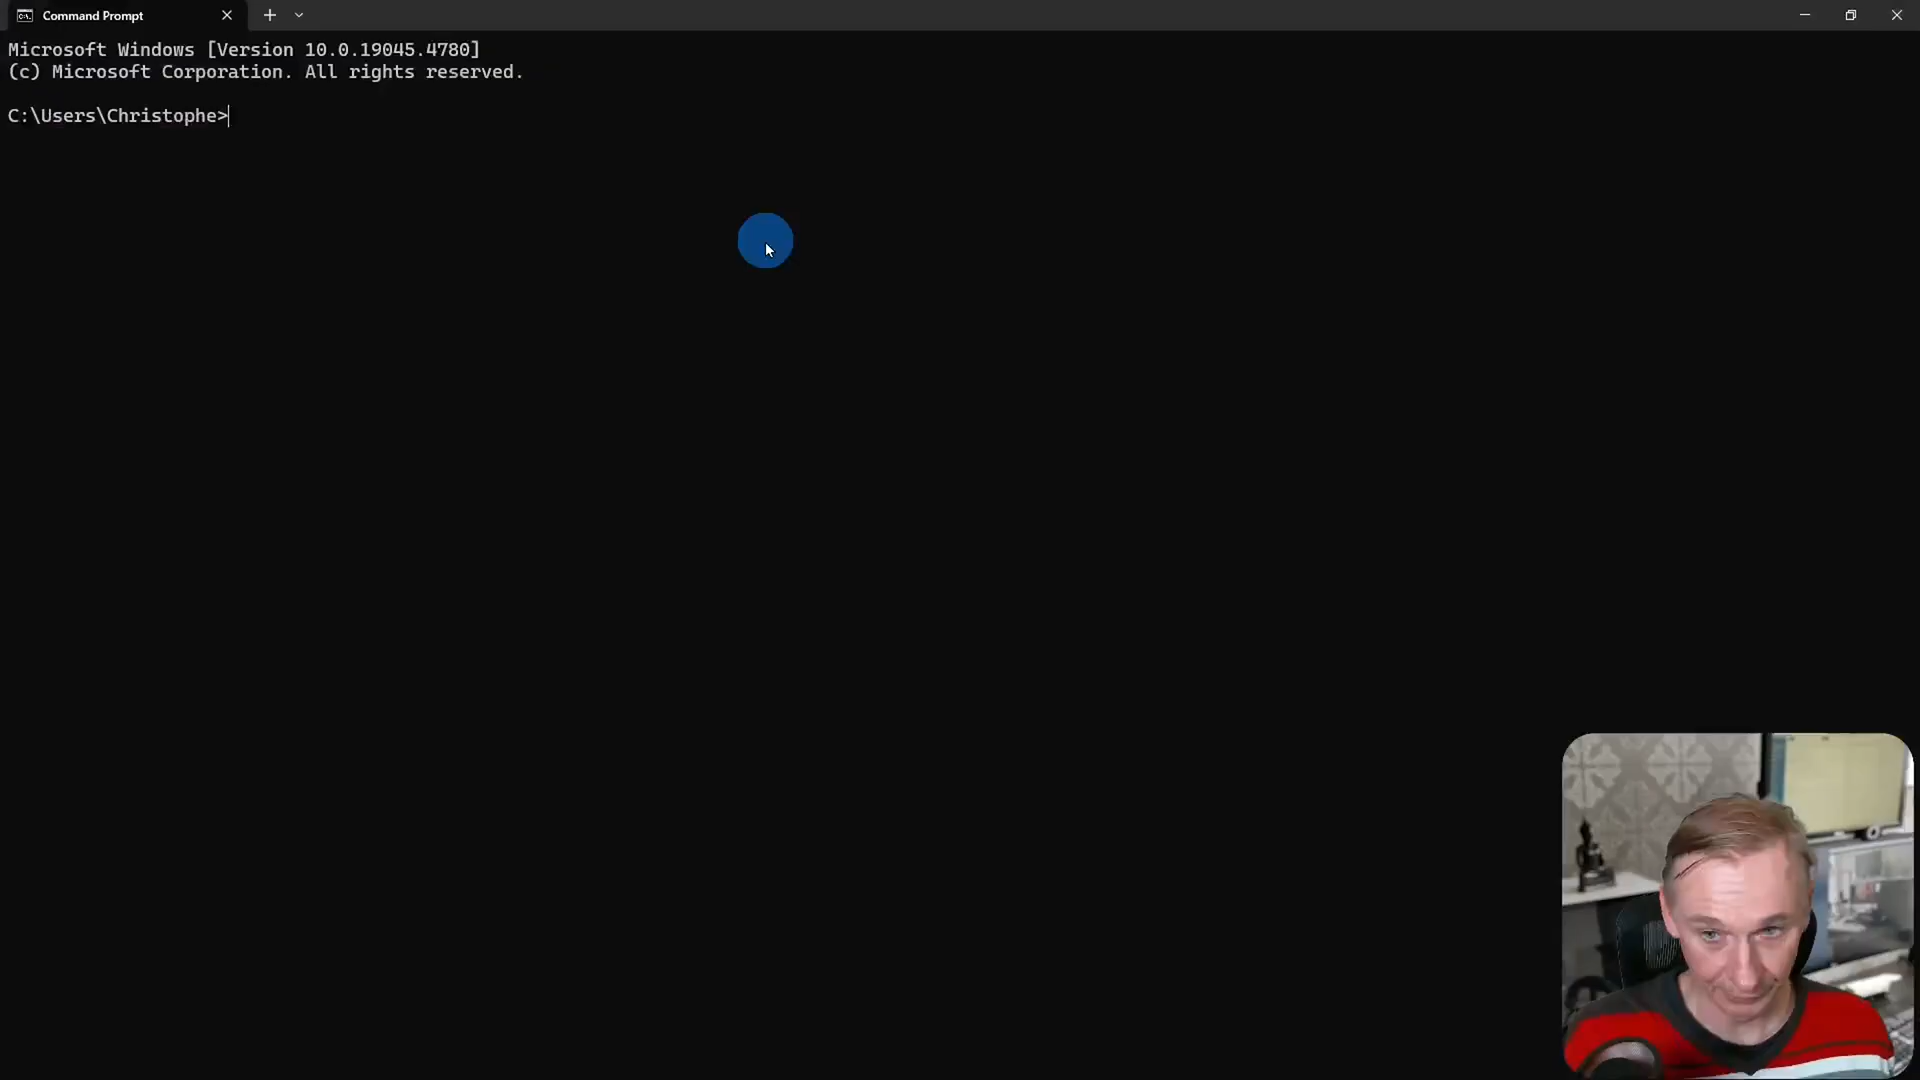 Command Prompt
Microsoft Windows [Version 10.0.19045.4780]
(c) Microsoft Corporation. All rights reserved.
C:\Users\Christophe>